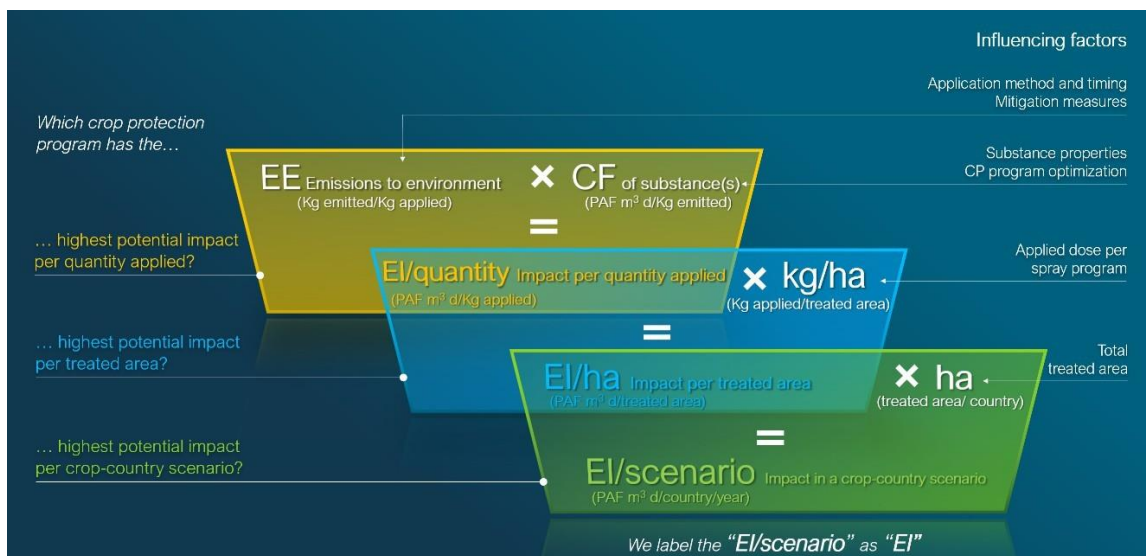 Influencing factors
Application method and timing
Mitigation measures
Which crop protection
program has the…
Substance properties
CP program optimization
EE Emissions to environment × CF of substance(s)
(Kg emitted/Kg applied) (PAF m³ d/Kg emitted)
=
… highest potential impact
per quantity applied?
Applied dose per
spray program
EI/quantity Impact per quantity applied × kg/ha
(PAF m³ d/Kg applied) (Kg applied/treated area)
=
… highest potential impact
per treated area?
Total
treated area
EI/ha Impact per treated area × ha
(PAF m³ d/treated area) (treated area/ country)
=
… highest potential impact
per crop-country scenario?
EI/scenario Impact in a crop-country scenario
(PAF m³ d/country/year)
We label the "EI/scenario" as "EI"